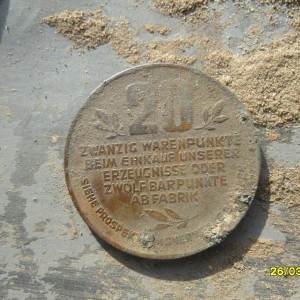 20
ZWANZIG WARENPUNKTE
BEIM EINKAUF UNSERER
ERZEUGNISSE ODER
ZWÖLF BARPUNKTE
AB FABRIK
SIEHE PROSPEKT
26/03